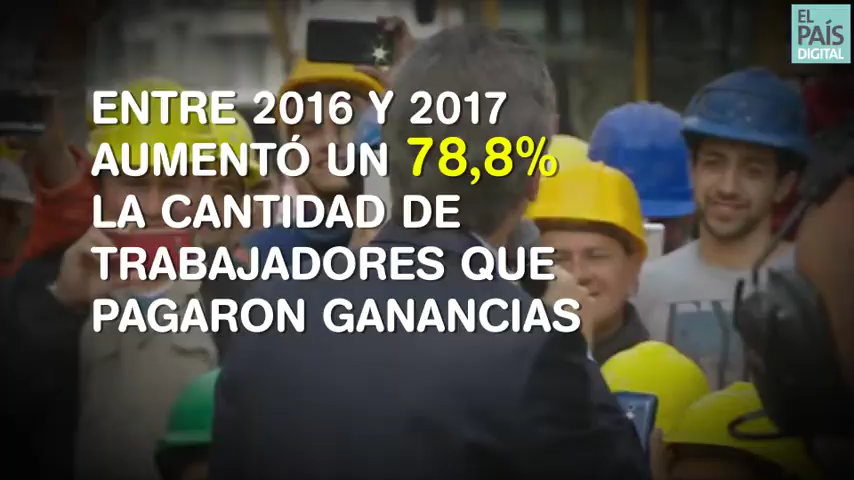 EL
PAÍS
DIGITAL
ENTRE 2016 Y 2017
AUMENTÓ UN 78,8%
LA CANTIDAD DE
TRABAJADORES QUE
PAGARON GANANCIAS